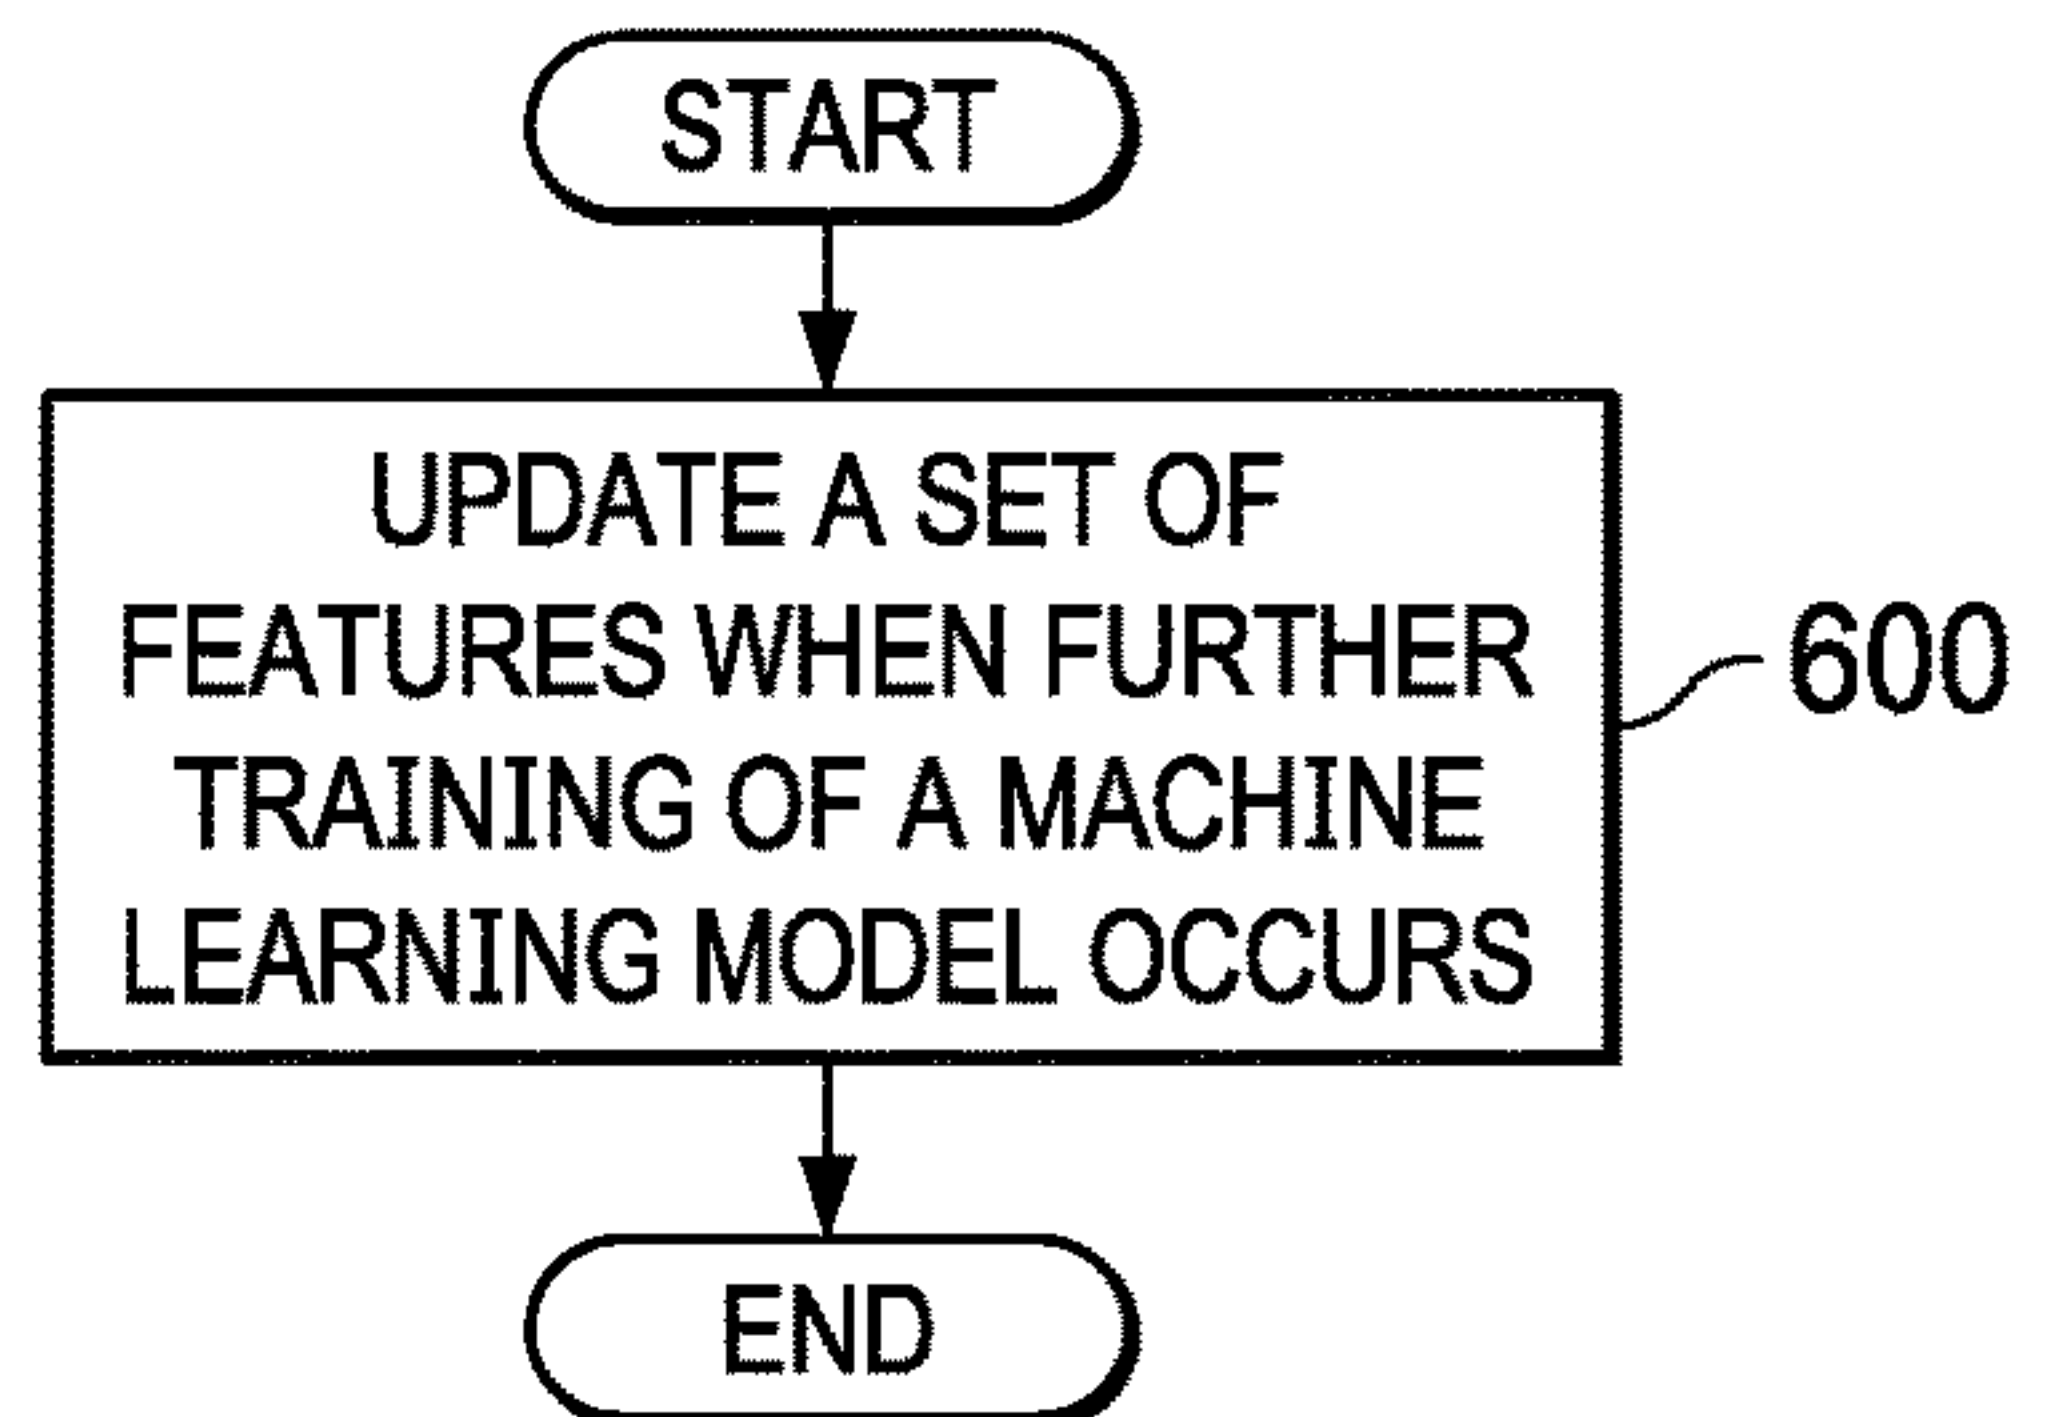 START
UPDATE A SET OF
FEATURES WHEN FURTHER
TRAINING OF A MACHINE
LEARNING MODEL OCCURS
600
END